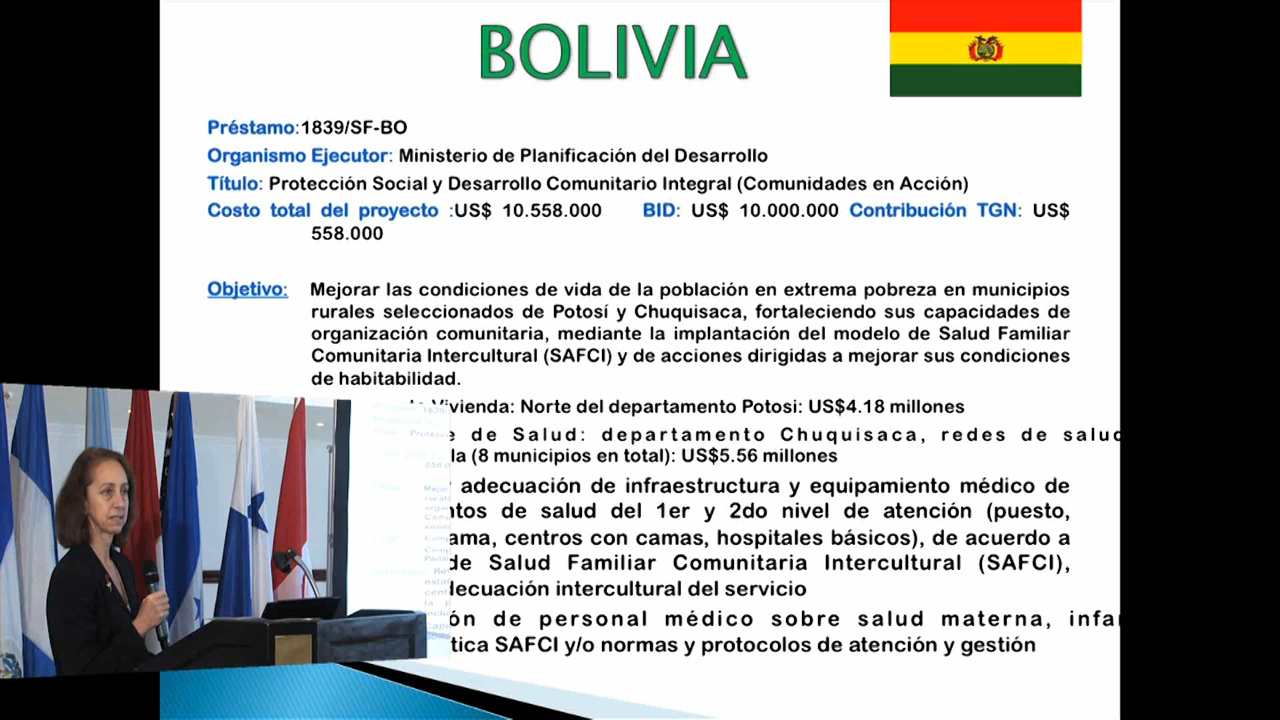 BOLIVIA
Préstamo:1839/SF-BO
Organismo Ejecutor: Ministerio de Planificación del Desarrollo
Título: Protección Social y Desarrollo Comunitario Integral (Comunidades en Acción)
Costo total del proyecto :US$ 10.558.000 BID: US$ 10.000.000 Contribución TGN: US$
558.000
Objetivo: Mejorar las condiciones de vida de la población en extrema pobreza en municipios
rurales seleccionados de Potosí y Chuquisaca, fortaleciendo sus capacidades de
organización comunitaria, mediante la implantación del modelo de Salud Familiar
Comunitaria Intercultural (SAFCI) y de acciones dirigidas a mejorar sus condiciones
de habitabilidad.
Vivienda: Norte del departamento Potosi: US$4.18 millones
de Salud: departamento Chuquisaca, redes de
(8 municipios en total): US$5.56 millones
adecuación de infraestructura y equipamiento médico de
de salud del 1er y 2do nivel de atención (puesto,
centros con camas, hospitales básicos), de acuerdo a
de Salud Familiar Comunitaria Intercultural (SAFCI),
intercultural del servicio
de personal médico sobre salud materna,
SAFCI y/o normas y protocolos de atención y gestión